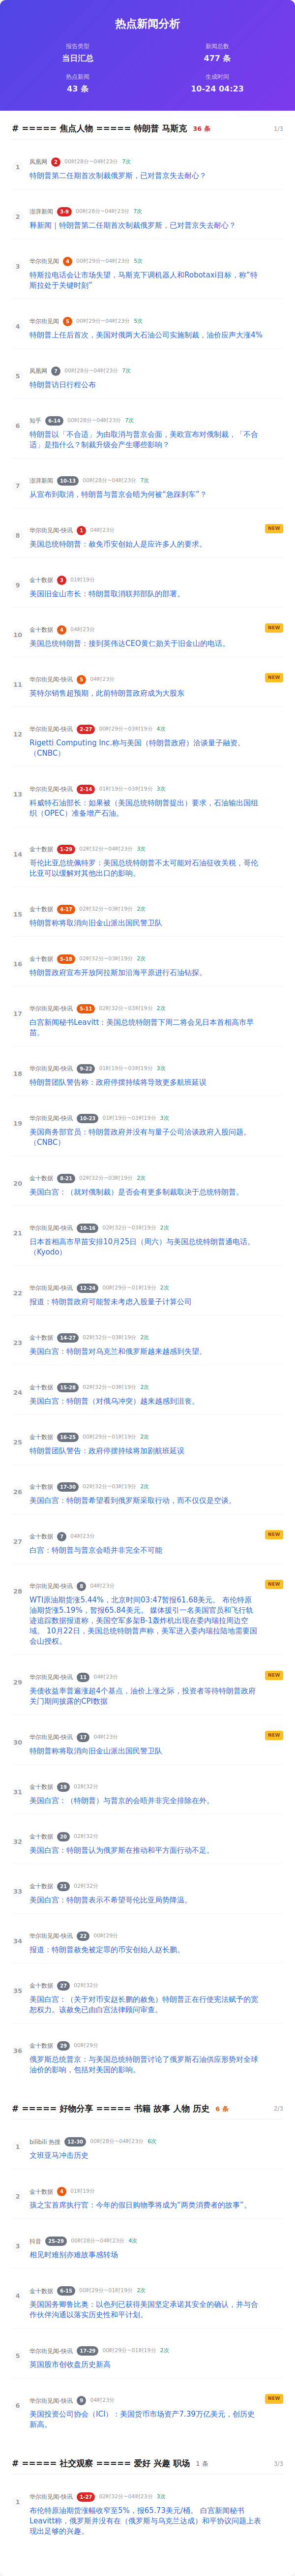 热点新闻分析
报告类型
当日汇总
新闻总数
477 条
热点新闻
43 条
生成时间
10-24 04:23
# ===== 焦点人物 ===== 特朗普 马斯克 36 条 1/3
1
凤凰网 2 00时28分~04时23分 7次
特朗普第二任期首次制裁俄罗斯，已对普京失去耐心？
2
澎湃新闻 3-9 00时28分~04时23分 7次
释新闻｜特朗普第二任期首次制裁俄罗斯，已对普京失去耐心？
3
华尔街见闻 4 00时29分~04时23分 5次
特斯拉电话会让市场失望，马斯克下调机器人和Robotaxi目标，称“特
斯拉处于关键时刻”
4
华尔街见闻 5 00时29分~04时23分 5次
特朗普上任后首次，美国对俄两大石油公司实施制裁，油价应声大涨4%
5
凤凰网 7 00时28分~04时23分 7次
特朗普访日行程公布
6
知乎 6-14 00时28分~04时23分 7次
特朗普以「不合适」为由取消与普京会面，美欧宣布对俄制裁，「不合
适」是指什么？制裁升级会产生哪些影响？
7
澎湃新闻 10-13 00时28分~04时23分 7次
从宣布到取消，特朗普与普京会晤为何被“急踩刹车”？
8
华尔街见闻-快讯 1 04时23分
NEW
美国总统特朗普：赦免币安创始人是应许多人的要求。
9
金十数据 3 01时19分
美国旧金山市长：特朗普取消联邦部队的部署。
10
金十数据 4 04时23分
NEW
美国总统特朗普：接到英伟达CEO黄仁勋关于旧金山的电话。
11
华尔街见闻-快讯 5 04时23分
NEW
英特尔销售超预期，此前特朗普政府成为大股东
12
华尔街见闻-快讯 2-27 00时29分~03时19分 4次
Rigetti Computing Inc.称与美国（特朗普政府）洽谈量子融资。
（CNBC）
13
华尔街见闻-快讯 2-14 01时19分~03时19分 3次
科威特石油部长：如果被（美国总统特朗普提出）要求，石油输出国组
织（OPEC）准备增产石油。
14
金十数据 1-29 02时32分~04时23分 3次
哥伦比亚总统佩特罗：美国总统特朗普不太可能对石油征收关税，哥伦
比亚可以缓解对其他出口的影响。
15
金十数据 4-17 02时32分~03时19分 2次
特朗普称将取消向旧金山派出国民警卫队
16
金十数据 5-18 02时32分~03时19分 2次
特朗普政府宣布开放阿拉斯加沿海平原进行石油钻探。
17
华尔街见闻-快讯 5-11 02时32分~03时19分 2次
白宫新闻秘书Leavitt：美国总统特朗普下周二将会见日本首相高市早
苗。
18
华尔街见闻-快讯 9-22 01时19分~03时19分 3次
特朗普团队警告称：政府停摆持续将导致更多航班延误
19
华尔街见闻-快讯 10-23 01时19分~03时19分 3次
美国商务部官员：特朗普政府并没有与量子公司洽谈政府入股问题。
（CNBC）
20
金十数据 8-21 02时32分~03时19分 2次
美国白宫：（就对俄制裁）是否会有更多制裁取决于总统特朗普。
21
华尔街见闻-快讯 10-16 02时32分~03时19分 2次
日本首相高市早苗安排10月25日（周六）与美国总统特朗普通电话。
（Kyodo）
22
华尔街见闻-快讯 12-24 00时29分~01时19分 2次
报道：特朗普政府可能暂未考虑入股量子计算公司
23
金十数据 14-27 02时32分~03时19分 2次
美国白宫：特朗普对乌克兰和俄罗斯越来越感到失望。
24
金十数据 15-28 02时32分~03时19分 2次
美国白宫：特朗普（对俄乌冲突）越来越感到沮丧。
25
金十数据 16-25 00时29分~01时19分 2次
特朗普团队警告：政府停摆持续将加剧航班延误
26
金十数据 17-30 02时32分~03时19分 2次
美国白宫：特朗普希望看到俄罗斯采取行动，而不仅仅是空谈。
27
金十数据 7 04时23分
NEW
白宫：特朗普与普京会晤并非完全不可能
28
华尔街见闻-快讯 8 04时23分
NEW
WTI原油期货涨5.44%，北京时间03:47暂报61.68美元。 布伦特原
油期货涨5.19%，暂报65.84美元。 媒体援引一名美国官员和飞行轨
迹追踪数据报道称，美国空军多架B-1轰炸机出现在委内瑞拉周边空
域。 10月22日，美国总统特朗普声称，美军进入委内瑞拉陆地需要国
会山授权。
29
华尔街见闻-快讯 11 04时23分
NEW
美债收益率普遍涨超4个基点，油价上涨之际，投资者等待特朗普政府
关门期间披露的CPI数据
30
华尔街见闻-快讯 17 04时23分
NEW
特朗普称将取消向旧金山派出国民警卫队
31
金十数据 19 02时32分
美国白宫：（特朗普）与普京的会晤并非完全排除在外。
32
金十数据 20 02时32分
美国白宫：特朗普认为俄罗斯在推动和平方面行动不足。
33
金十数据 21 02时32分
美国白宫：特朗普表示不希望哥伦比亚局势降温。
34
华尔街见闻-快讯 22 00时29分
报道：特朗普赦免被定罪的币安创始人赵长鹏。
35
金十数据 27 02时32分
美国白宫：（关于对币安赵长鹏的赦免）特朗普正在行使宪法赋予的宽
恕权力。该赦免已由白宫法律顾问审查。
36
金十数据 29 00时29分
俄罗斯总统普京：与美国总统特朗普讨论了俄罗斯石油供应形势对全球
油价的影响，包括对美国的影响。
# ===== 好物分享 ===== 书籍 故事 人物 历史 6 条 2/3
1
bilibili 热搜 12-30 00时28分~04时23分 6次
文班亚马冲击历史
2
金十数据 4 01时19分
孩之宝首席执行官：今年的假日购物季将成为“两类消费者的故事”。
3
抖音 25-29 00时28分~04时23分 4次
相见时难别亦难故事感转场
4
金十数据 6-15 00时29分~01时19分 2次
美国国务卿鲁比奥：以色列已获得美国坚定承诺其安全的确认，并与合
作伙伴沟通以落实历史性和平计划。
5
华尔街见闻-快讯 17-29 00时29分~01时19分 2次
英国股市创收盘历史新高
6
华尔街见闻-快讯 9 04时23分
NEW
美国投资公司协会（ICI）：美国货币市场资产7.39万亿美元，创历史
新高。
# ===== 社交观察 ===== 爱好 兴趣 职场 1 条 3/3
1
华尔街见闻-快讯 1-27 02时32分~04时23分 3次
布伦特原油期货涨幅收窄至5%，报65.73美元/桶。 白宫新闻秘书
Leavitt称，俄罗斯并没有在（俄罗斯与乌克兰达成）和平协议问题上表
现出足够的兴趣。